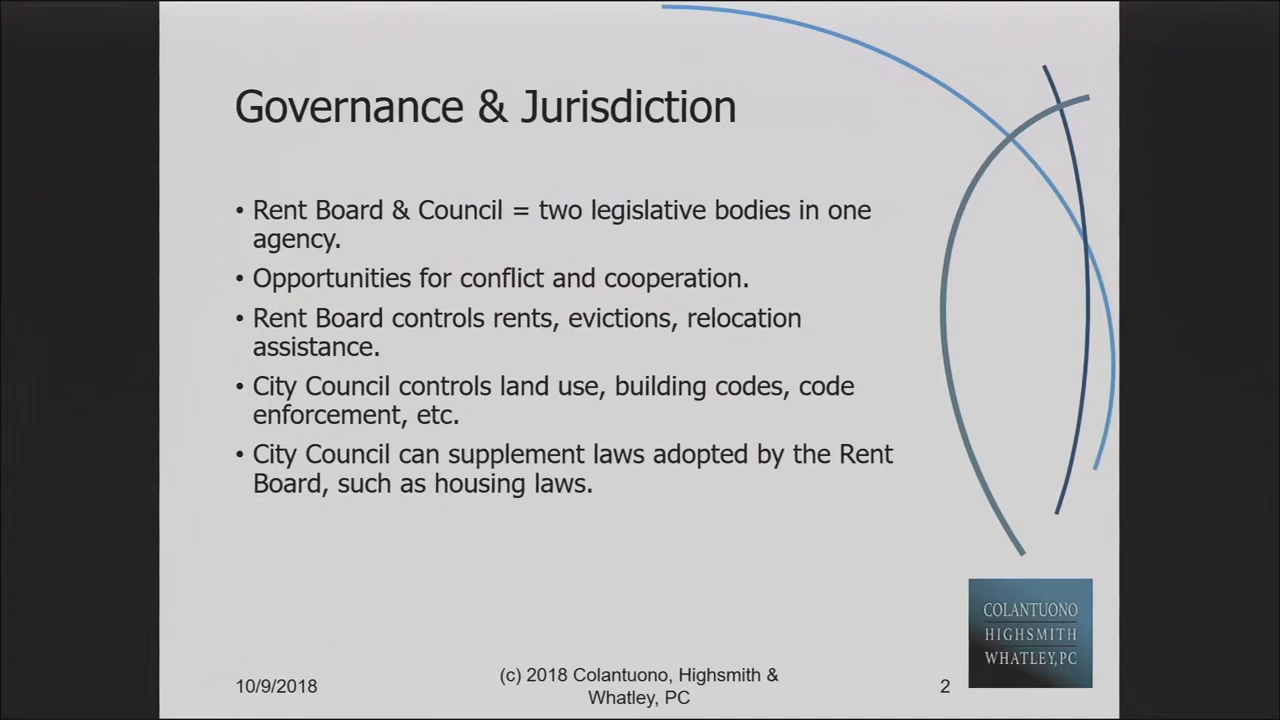 Governance & Jurisdiction
• Rent Board & Council = two legislative bodies in one
agency.
• Opportunities for conflict and cooperation.
• Rent Board controls rents, evictions, relocation
assistance.
• City Council controls land use, building codes, code
enforcement, etc.
• City Council can supplement laws adopted by the Rent
Board, such as housing laws.
COLANTUONO
HIGHSMITH
WHATLEY, PC
10/9/2018
(c) 2018 Colantuono, Highsmith &
Whatley, PC
2